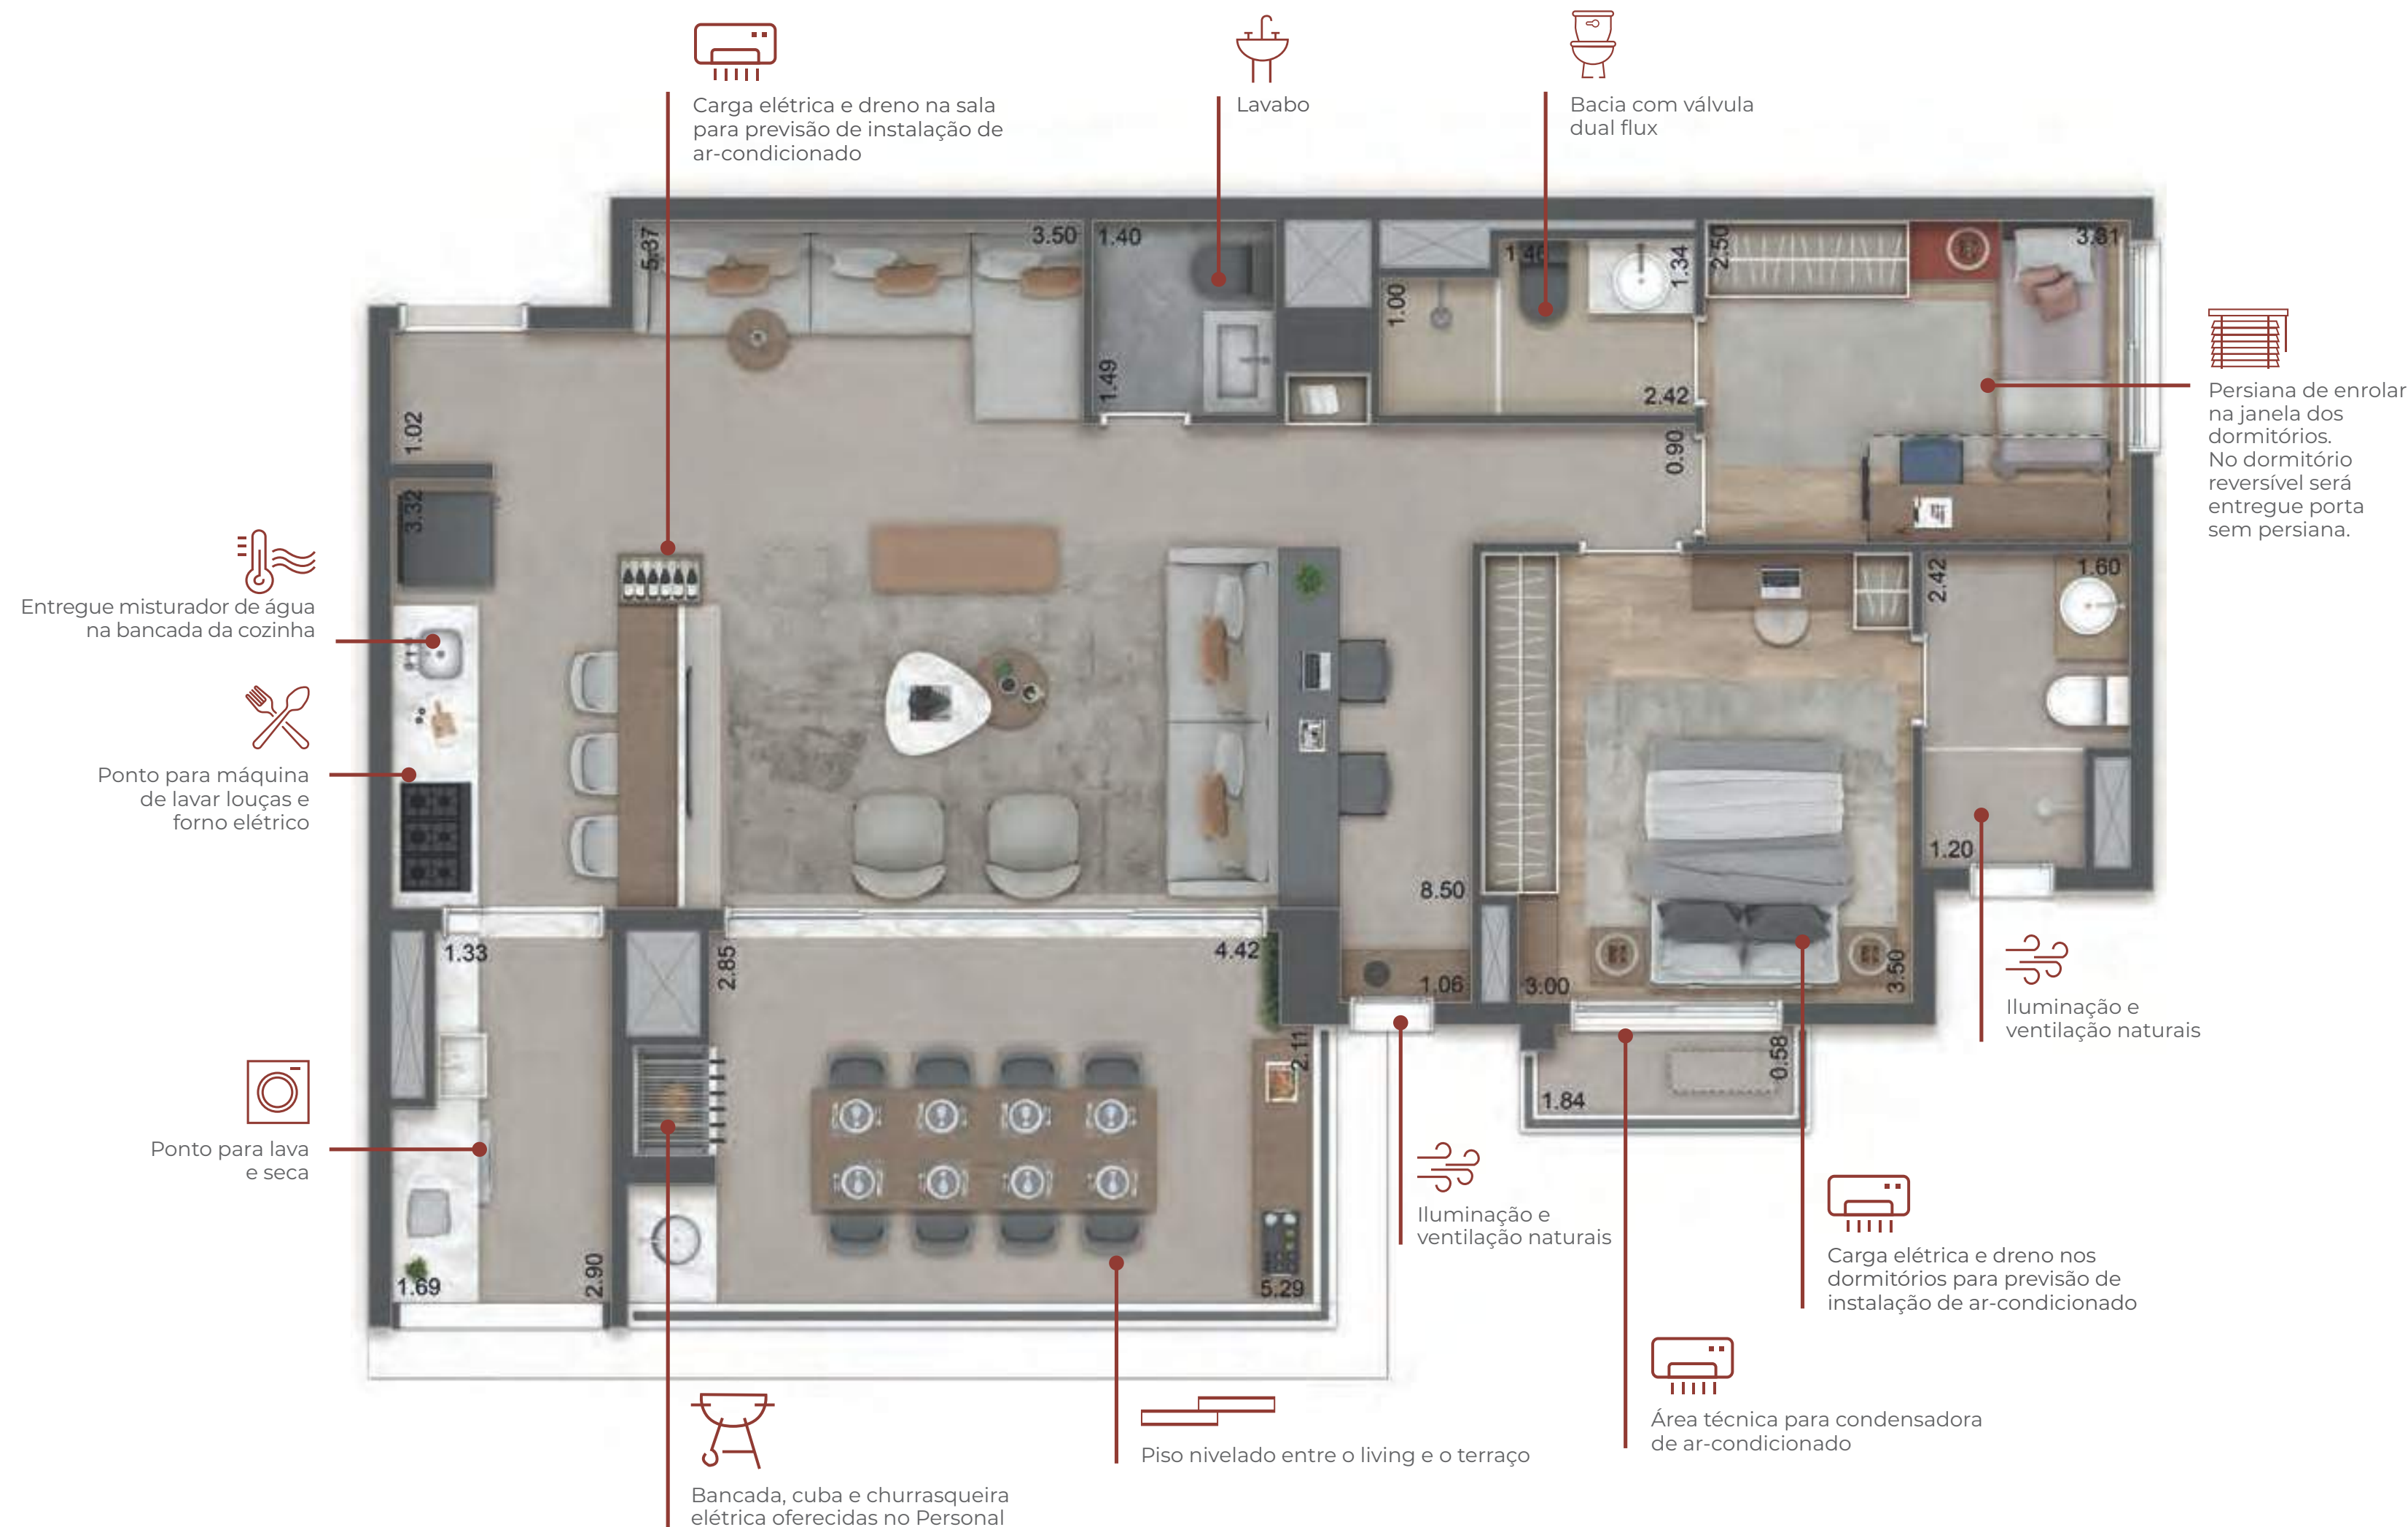 Carga elétrica e dreno na sala
para previsão de instalação de
ar-condicionado
Lavabo
Bacia com válvula
dual flux
5.37
3.50
1.40
1.49
1.00
1.46
1.34
2.42
2.50
3.61
0.90
1.02
3.32
Persiana de enrolar
na janela dos
dormitórios.
No dormitório
reversível será
entregue porta
sem persiana.
Entregue misturador de água
na bancada da cozinha
Ponto para máquina
de lavar louças e
forno elétrico
2.42
1.60
1.20
8.50
1.33
2.85
4.42
1.06
3.00
3.50
Iluminação e
ventilação naturais
2.11
0.58
1.84
Ponto para lava
e seca
Iluminação e
ventilação naturais
1.69
2.90
5.29
Carga elétrica e dreno nos
dormitórios para previsão de
instalação de ar-condicionado
Área técnica para condensadora
de ar-condicionado
Piso nivelado entre o living e o terraço
Bancada, cuba e churrasqueira
elétrica oferecidas no Personal